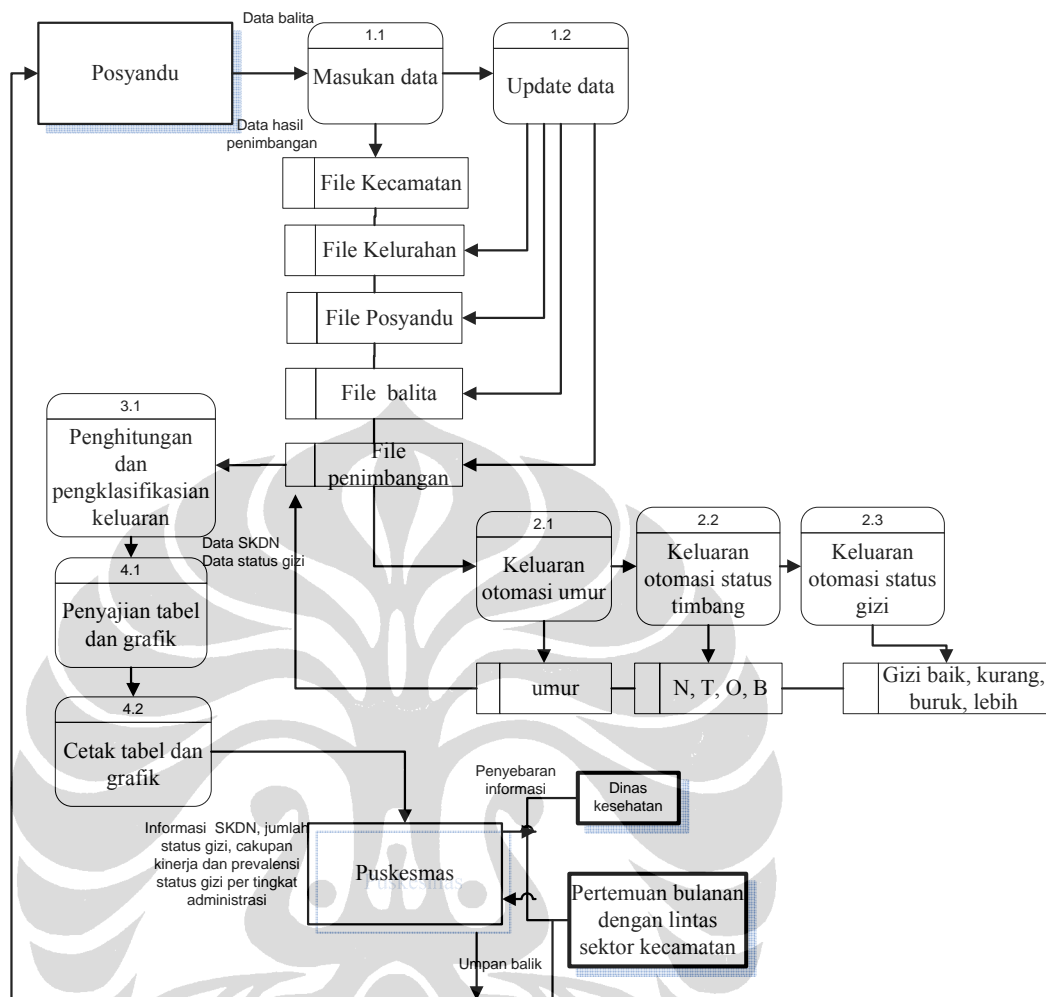 Data balita
Posyandu
1.1
Masukan data
1.2
Update data
Data hasil
penimbangan
File Kecamatan
File Kelurahan
File Posyandu
File balita
File
penimbangan
3.1
Penghitungan
dan
pengklasifikasian
keluaran
Data SKDN
Data status gizi
2.1
Keluaran
otomasi umur
2.2
Keluaran
otomasi status
timbang
2.3
Keluaran
otomasi status
gizi
4.1
Penyajian tabel
dan grafik
umur
N, T, O, B
Gizi baik, kurang,
buruk, lebih
4.2
Cetak tabel dan
grafik
Penyebaran
informasi
Dinas
kesehatan
Informasi SKDN, jumlah
status gizi, cakupan
kinerja dan prevalensi
status gizi per tingkat
administrasi
Puskesmas
Puskesmas
Pertemuan bulanan
dengan lintas
sektor kecamatan
Umpan balik